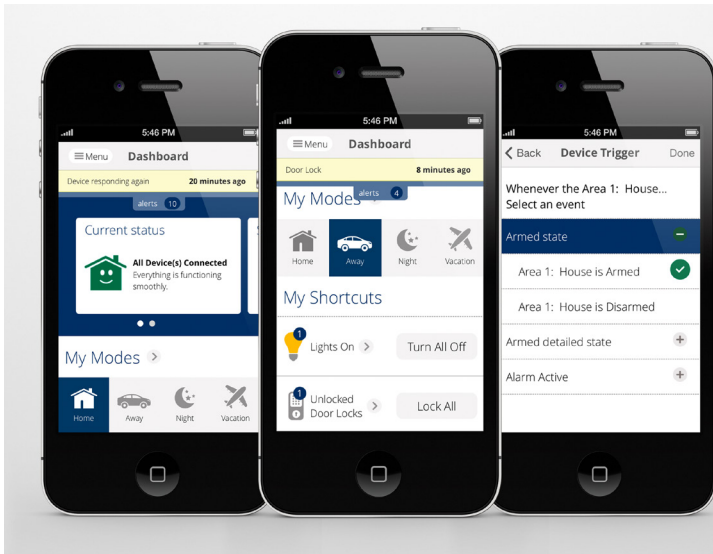 5:46 PM
Menu
Dashboard
Device responding again
20 minutes ago
alerts 10
Current status
All Device(s) Connected
Everything is functioning
smoothly.
My Modes
Home
Away
Night
Vacation
5:46 PM
Menu
Dashboard
Door Lock
8 minutes ago
alerts 4
My Modes
Home
Away
Night
Vacation
My Shortcuts
1
Lights On
Turn All Off
1
Unlocked
Door Locks
Lock All
5:46 PM
Back
Device Trigger
Done
Whenever the Area 1: House...
Select an event
Armed state
Area 1: House is Armed
Area 1: House is Disarmed
Armed detailed state
Alarm Active